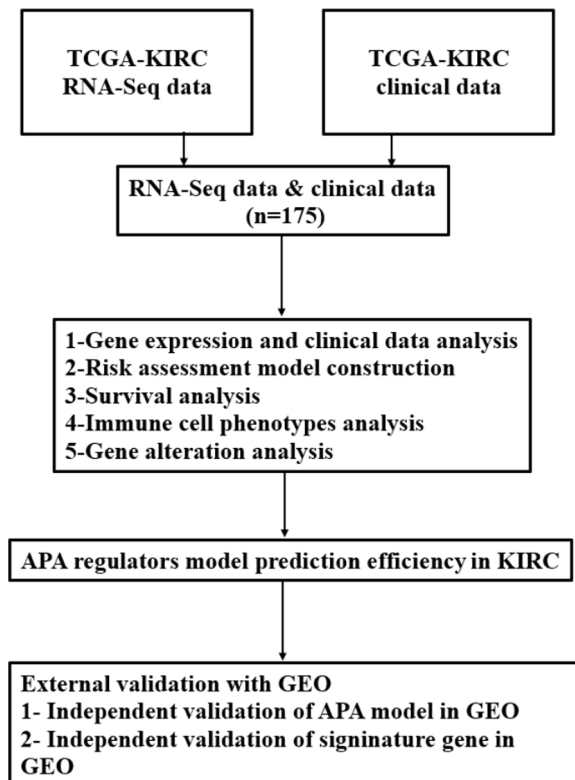 TCGA-KIRC
RNA-Seq data
TCGA-KIRC
clinical data
RNA-Seq data & clinical data
(n=175)
1-Gene expression and clinical data analysis
2-Risk assessment model construction
3-Survival analysis
4-Immune cell phenotypes analysis
5-Gene alteration analysis
APA regulators model prediction efficiency in KIRC
External validation with GEO
1- Independent validation of APA model in GEO
2- Independent validation of signinature gene in
GEO